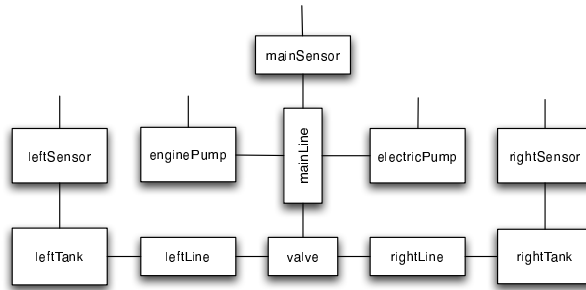 mainSensor
leftSensor
enginePump
mainLine
electricPump
rightSensor
leftTank
leftLine
valve
rightLine
rightTank